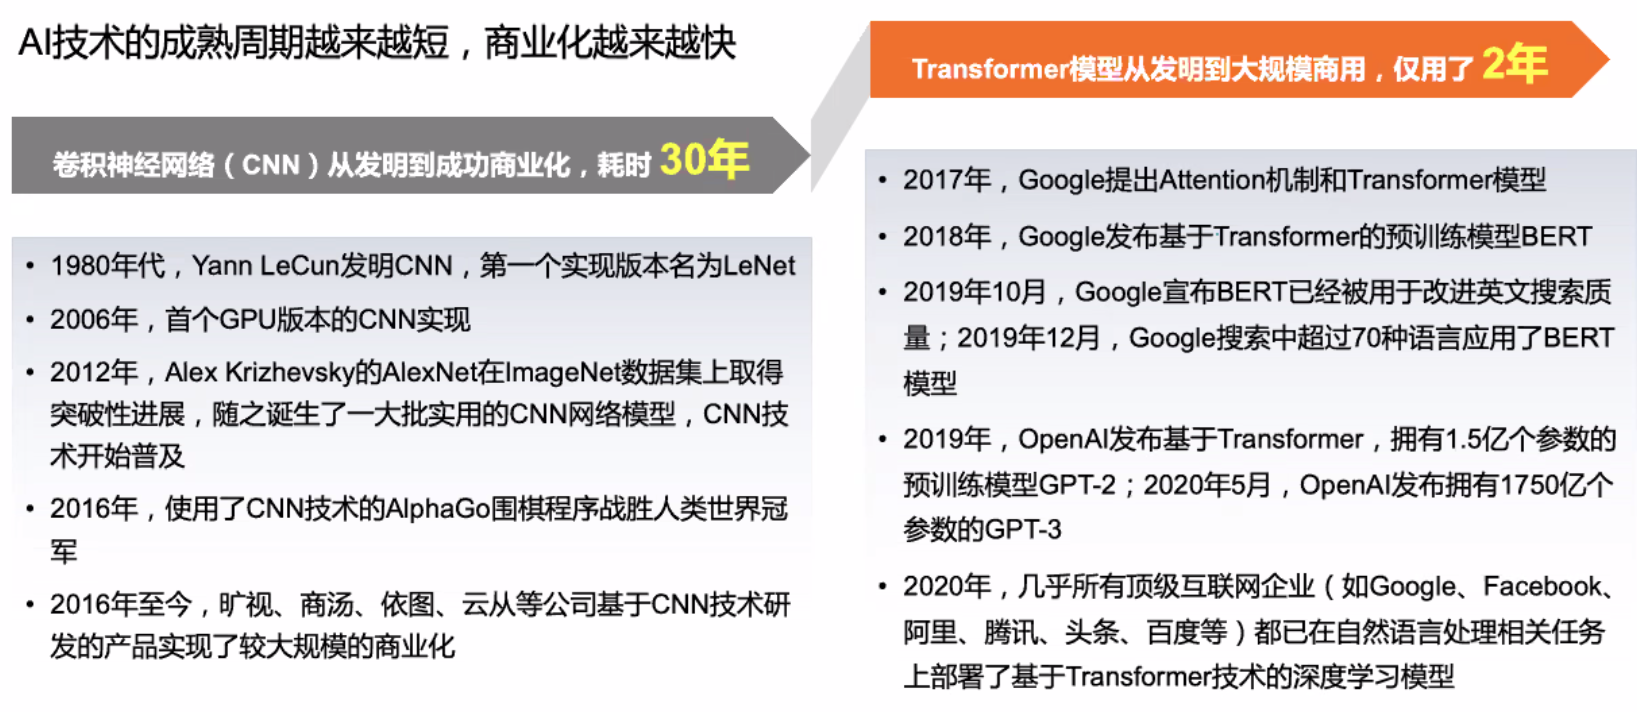 AI技术的成熟周期越来越短，商业化越来越快
卷积神经网络（CNN）从发明到成功商业化，耗时 30年
• 1980年代，Yann LeCun发明CNN，第一个实现版本名为LeNet
• 2006年，首个GPU版本的CNN实现
• 2012年，Alex Krizhevsky的AlexNet在ImageNet数据集上取得
突破性进展，随之诞生了一大批实用的CNN网络模型，CNN技
术开始普及
• 2016年，使用了CNN技术的AlphaGo围棋程序战胜人类世界冠
军
• 2016年至今，旷视、商汤、依图、云从等公司基于CNN技术研
发的产品实现了较大规模的商业化
Transformer模型从发明到大规模商用，仅用了 2年
• 2017年，Google提出Attention机制和Transformer模型
• 2018年，Google发布基于Transformer的预训练模型BERT
• 2019年10月，Google宣布BERT已经被用于改进英文搜索质
量；2019年12月，Google搜索中超过70种语言应用了BERT
模型
• 2019年，OpenAI发布基于Transformer，拥有1.5亿个参数的
预训练模型GPT-2；2020年5月，OpenAI发布拥有1750亿个
参数的GPT-3
• 2020年，几乎所有顶级互联网企业（如Google、Facebook、
阿里、腾讯、头条、百度等）都已在自然语言处理相关任务
上部署了基于Transformer技术的深度学习模型